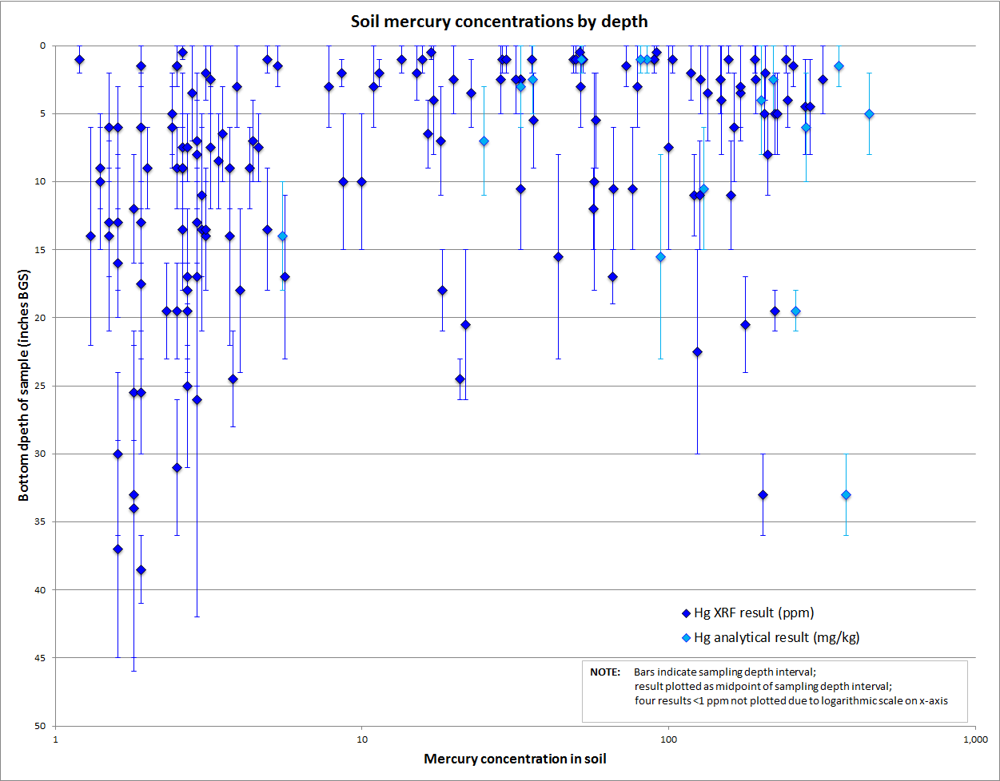 Soil mercury concentrations by depth
0
5
10
15
20
25
30
35
40
45
50
Bottom dpeth of sample (inches BGS)
1
10
100
1,000
Mercury concentration in soil
Hg XRF result (ppm)
Hg analytical result (mg/kg)
NOTE: Bars indicate sampling depth interval;
result plotted as midpoint of sampling depth interval;
four results <1 ppm not plotted due to logarithmic scale on x-axis